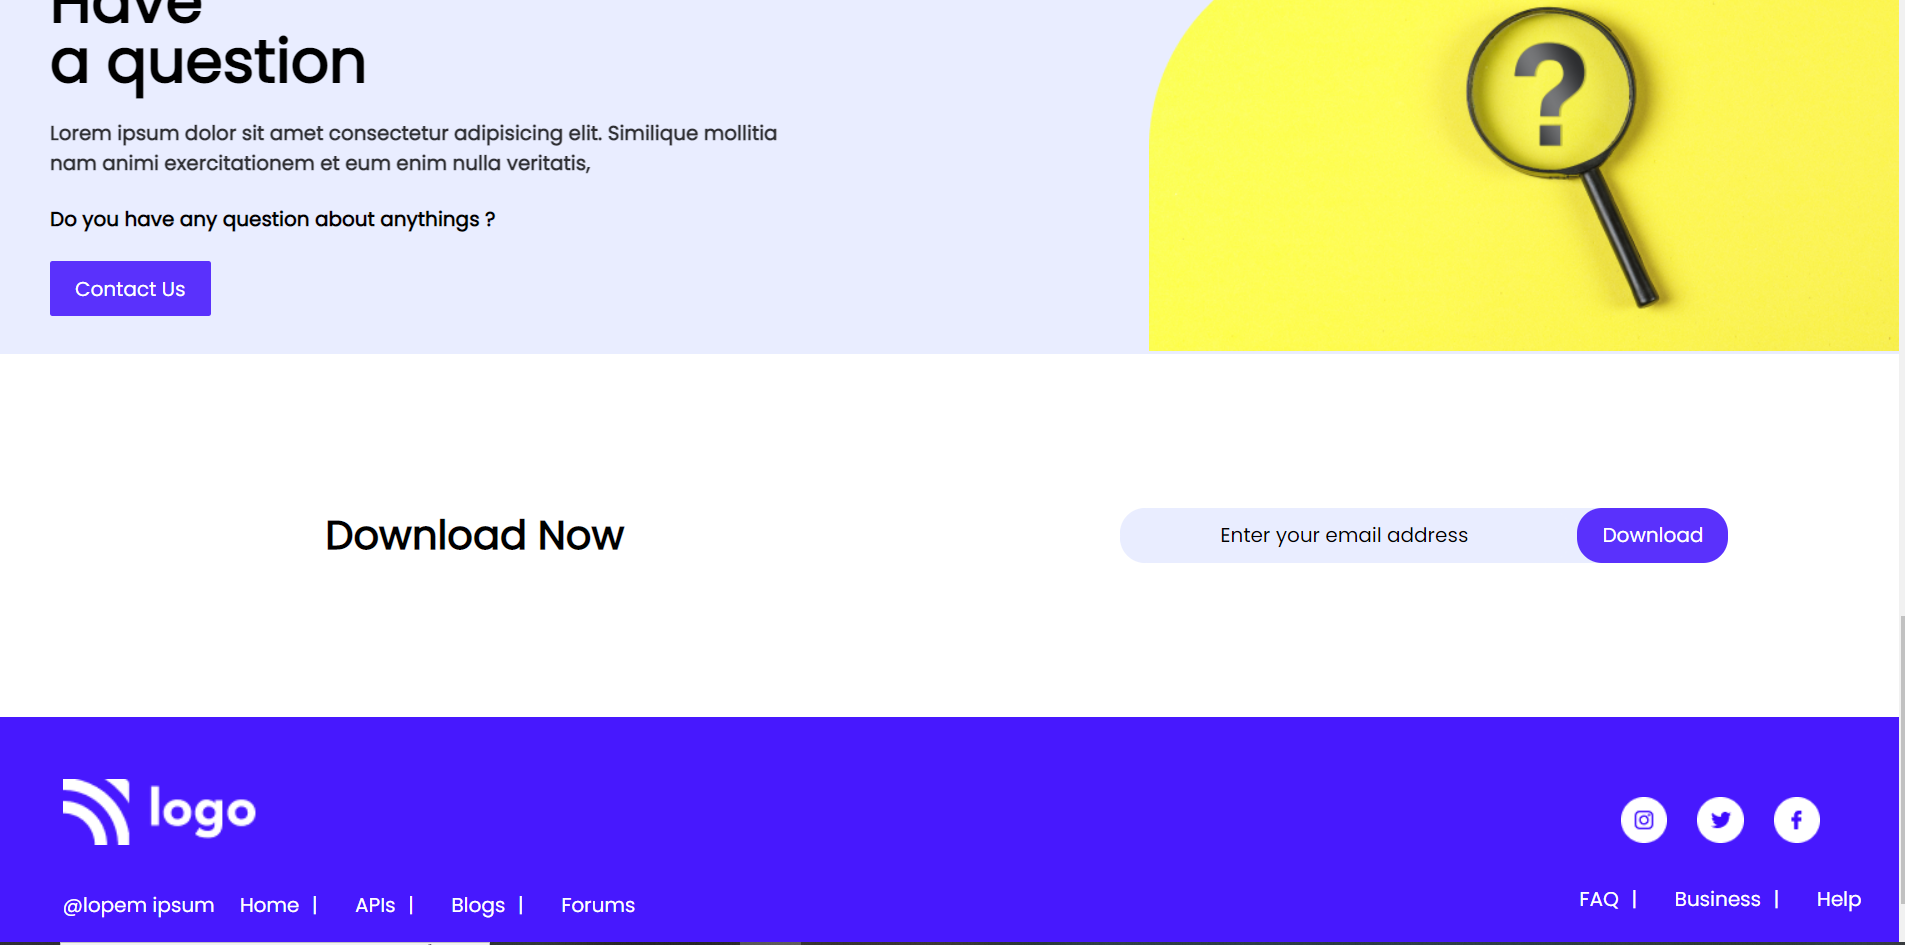 Have
a question
Lorem ipsum dolor sit amet consectetur adipisicing elit. Similique mollitia
nam animi exercitationem et eum enim nulla veritatis,
Do you have any question about anythings ?
Contact Us
?
Download Now
Enter your email address
Download
logo
@lopem ipsum Home | APIs | Blogs | Forums
FAQ | Business | Help